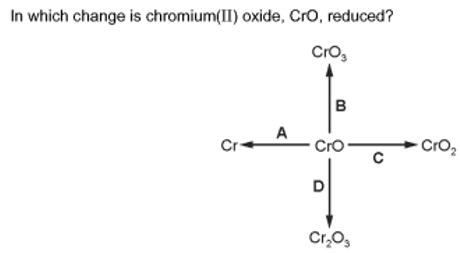 In which change is chromium(II) oxide, CrO, reduced?
CrO₃
B
A
Cr CrO CrO₂
C
D
Cr₂O₃